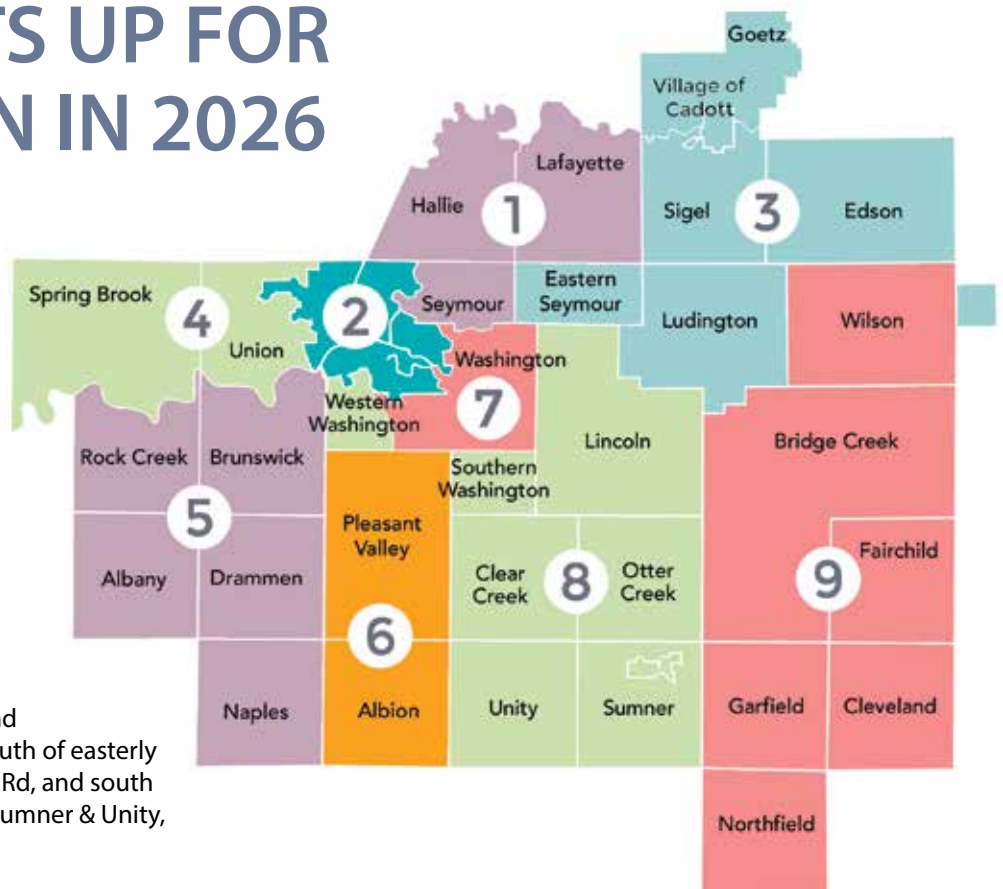 TS UP FOR
N IN 2026
Goetz
Village of
Cadott
Lafayette
Hallie
1
Sigel
3
Edson
Spring Brook
4
Union
2
Seymour
Eastern
Seymour
Ludington
Wilson
Washington
7
Western
Washington
Lincoln
Bridge Creek
Rock Creek
Brunswick
Southern
Washington
5
Pleasant
Valley
Albany
Drammen
Clear
Creek
8
Otter
Creek
9
Fairchild
6
Naples
Albion
Unity
Sumner
Garfield
Cleveland
Northfield
d
uth of easterly
Rd, and south
umner & Unity,